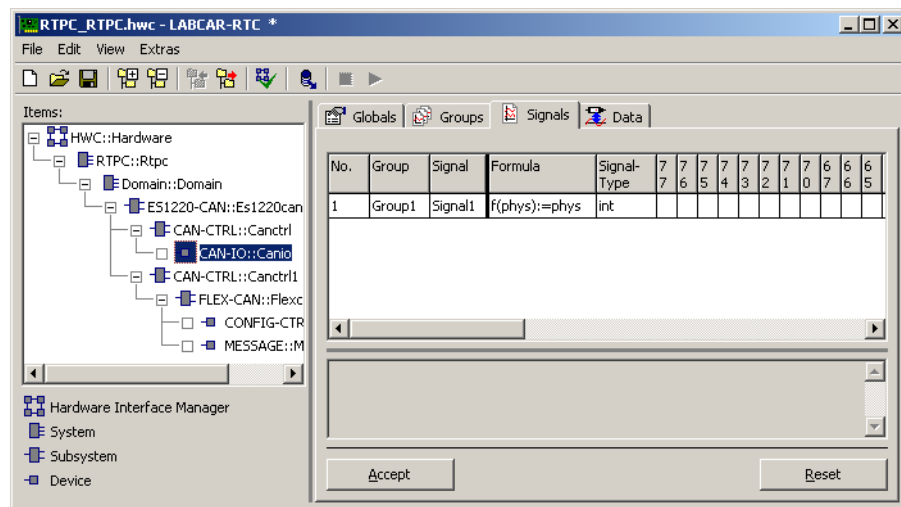 RTPC_RTPC.hwc - LABCAR-RTC *
File Edit View Extras
Items:
HWC::Hardware
RTPC::Rtpc
Domain::Domain
ES1220-CAN::Es1220can
CAN-CTRL::Canctrl
CAN-IO::Canio
CAN-CTRL::Canctrl1
FLEX-CAN::Flexc
CONFIG-CTR
MESSAGE::M
Hardware Interface Manager
System
Subsystem
Device
Globals Groups Signals Data
No. Group Signal Formula Signal- 7 7 7 7 7 7 7 7 6 6 6
Type 7 6 5 4 3 2 1 0 7 6 5
1 Group1 Signal1 f(phys):=phys int
Accept Reset